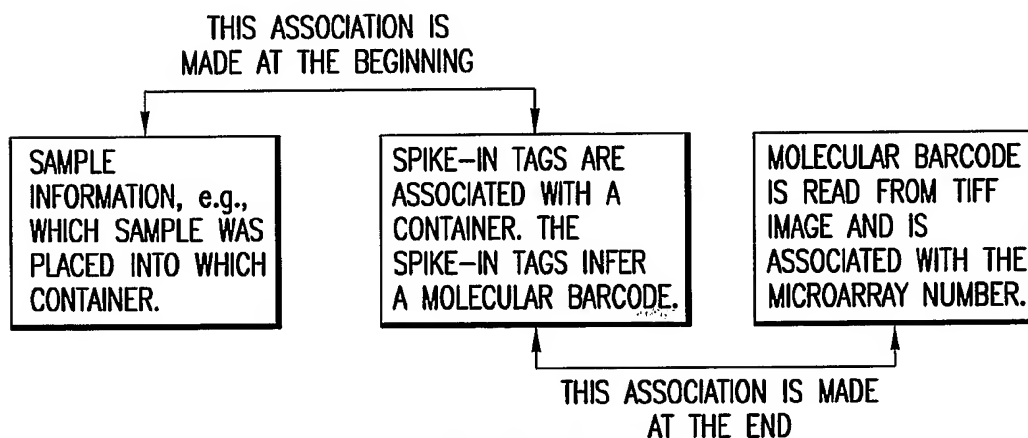 THIS ASSOCIATION IS
MADE AT THE BEGINNING
SAMPLE
INFORMATION, e.g.,
WHICH SAMPLE WAS
PLACED INTO WHICH
CONTAINER.
SPIKE-IN TAGS ARE
ASSOCIATED WITH A
CONTAINER. THE
SPIKE-IN TAGS INFER
A MOLECULAR BARCODE.
MOLECULAR BARCODE
IS READ FROM TIFF
IMAGE AND IS
ASSOCIATED WITH THE
MICROARRAY NUMBER.
THIS ASSOCIATION IS MADE
AT THE END